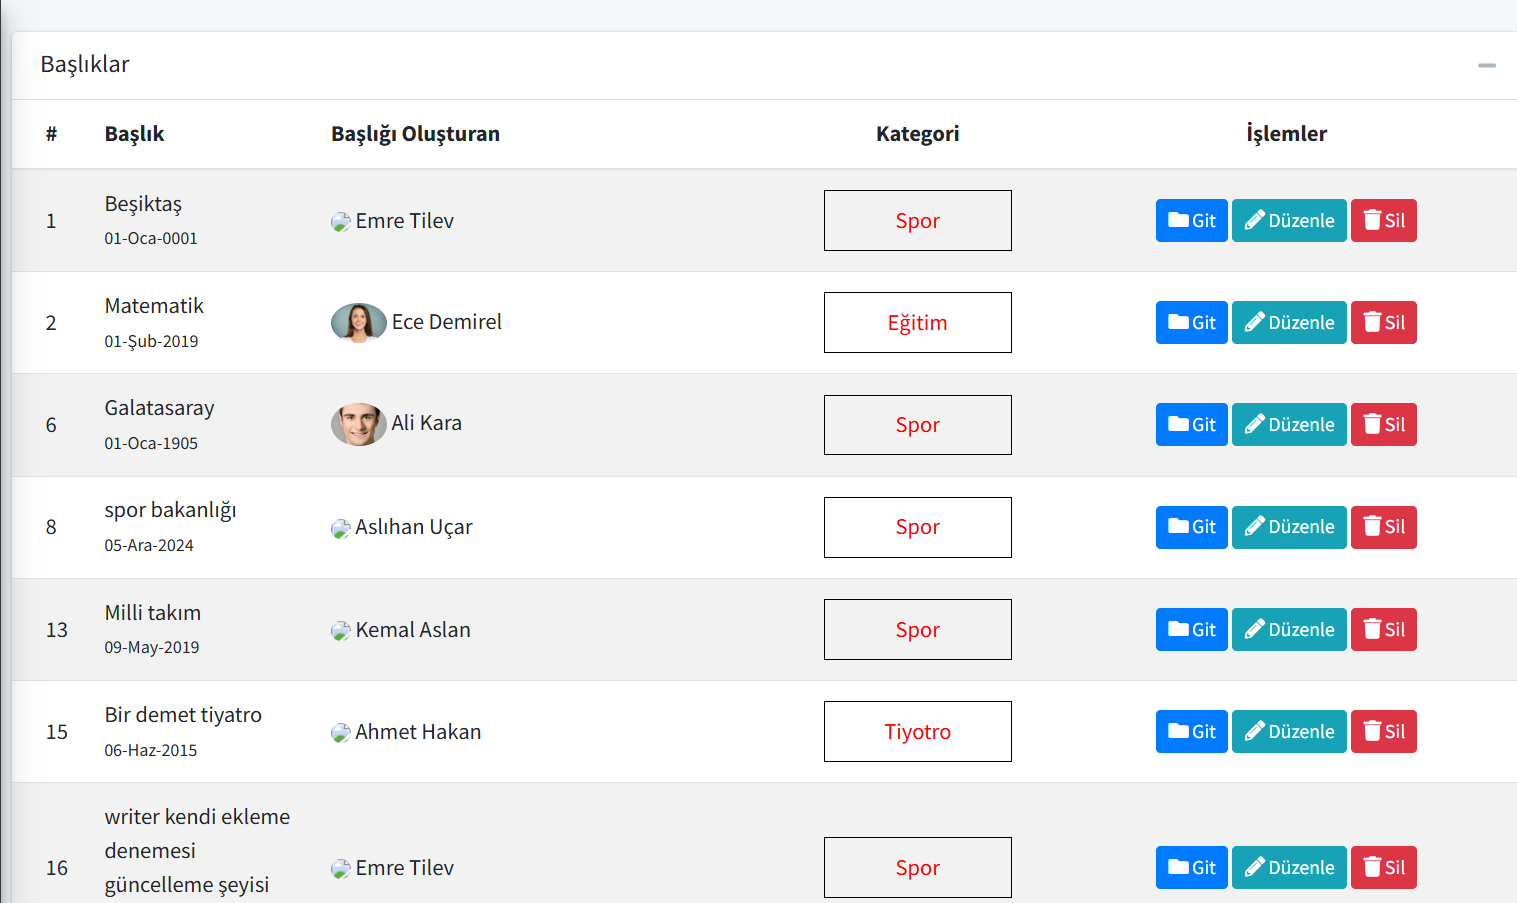 Başlıklar
# Başlık Başlığı Oluşturan Kategori İşlemler
1 Beşiktaş 01-Oca-0001 Emre Tilev Spor Git Düzenle Sil
2 Matematik 01-Şub-2019 Ece Demirel Eğitim Git Düzenle Sil
6 Galatasaray 01-Oca-1905 Ali Kara Spor Git Düzenle Sil
8 spor bakanlığı 05-Ara-2024 Aslıhan Uçar Spor Git Düzenle Sil
13 Milli takım 09-May-2019 Kemal Aslan Spor Git Düzenle Sil
15 Bir demet tiyatro 06-Haz-2015 Ahmet Hakan Tiyotro Git Düzenle Sil
16 writer kendi ekleme denemesi güncelleme şeyisi Emre Tilev Spor Git Düzenle Sil